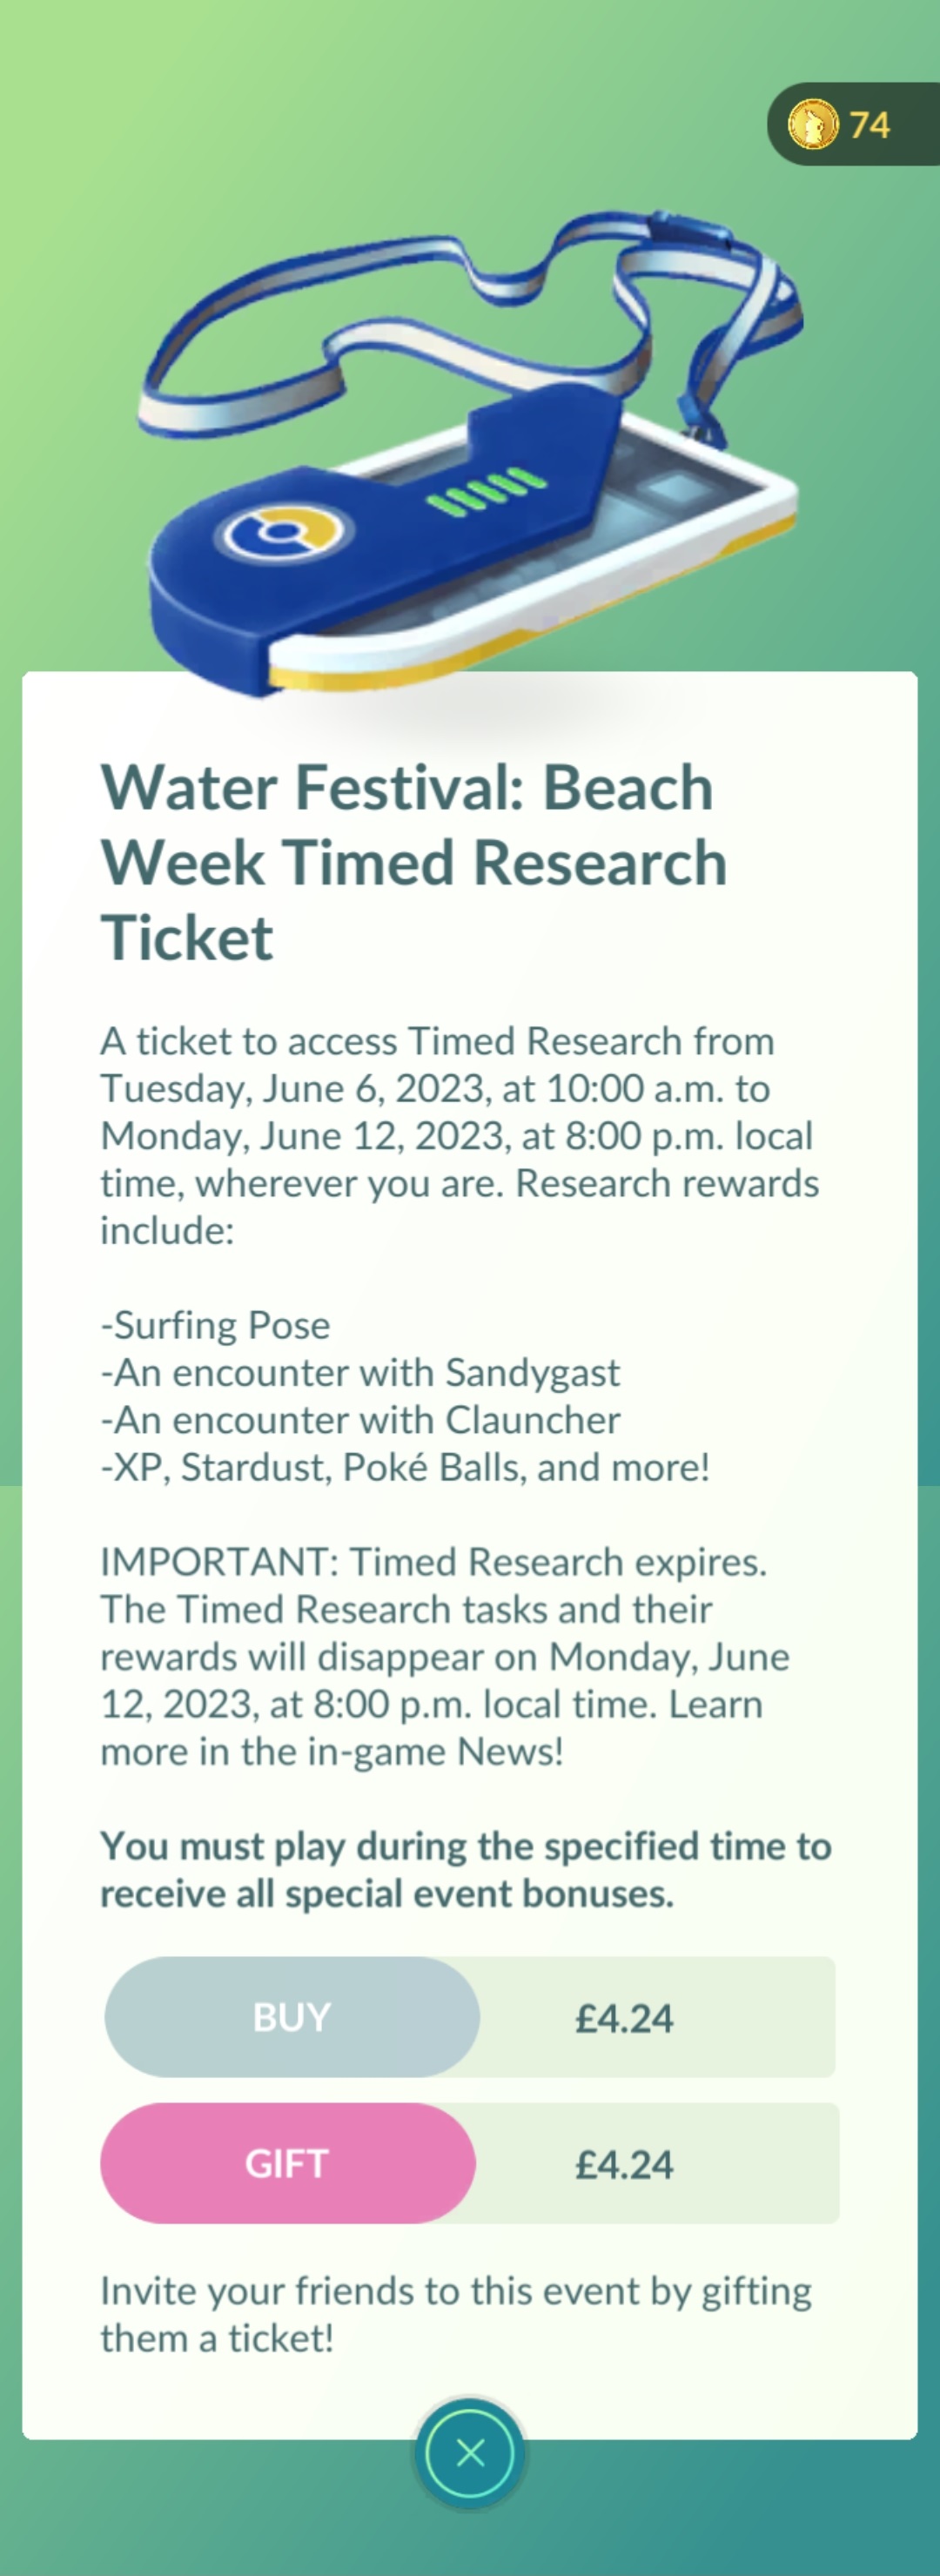 74
Water Festival: Beach
Week Timed Research
Ticket
A ticket to access Timed Research from
Tuesday, June 6, 2023, at 10:00 a.m. to
Monday, June 12, 2023, at 8:00 p.m. local
time, wherever you are. Research rewards
include:
-Surfing Pose
-An encounter with Sandygast
-An encounter with Clauncher
-XP, Stardust, Poké Balls, and more!
IMPORTANT: Timed Research expires.
The Timed Research tasks and their
rewards will disappear on Monday, June
12, 2023, at 8:00 p.m. local time. Learn
more in the in-game News!
You must play during the specified time to
receive all special event bonuses.
BUY £4.24
GIFT £4.24
Invite your friends to this event by gifting
them a ticket!